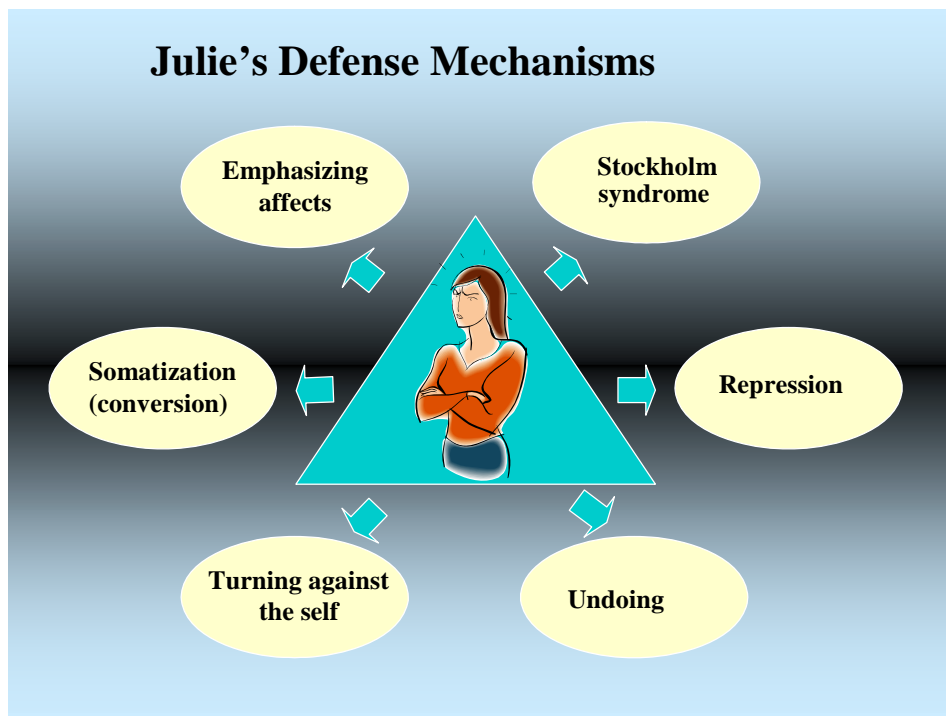 Julie’s Defense Mechanisms
Emphasizing
affects
Stockholm
syndrome
Somatization
(conversion)
Repression
Turning against
the self
Undoing